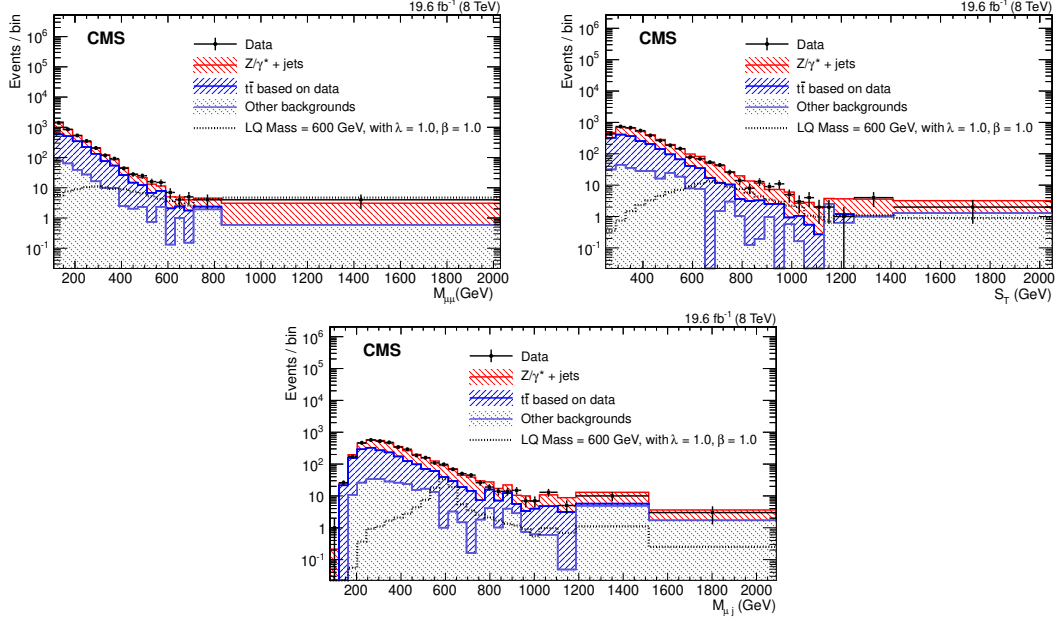 19.6 fb⁻¹ (8 TeV)
CMS
Events / bin
10⁶
10⁵
10⁴
10³
10²
10
1
10⁻¹
Data
Z/γ* + jets
tt̄ based on data
Other backgrounds
LQ Mass = 600 GeV, with λ = 1.0, β = 1.0
200 400 600 800 1000 1200 1400 1600 1800 2000
M_μμ(GeV)
19.6 fb⁻¹ (8 TeV)
CMS
Events / bin
10⁶
10⁵
10⁴
10³
10²
10
1
10⁻¹
Data
Z/γ* + jets
tt̄ based on data
Other backgrounds
LQ Mass = 600 GeV, with λ = 1.0, β = 1.0
400 600 800 1000 1200 1400 1600 1800 2000
S_T (GeV)
19.6 fb⁻¹ (8 TeV)
CMS
Events / bin
10⁶
10⁵
10⁴
10³
10²
10
1
10⁻¹
Data
Z/γ* + jets
tt̄ based on data
Other backgrounds
LQ Mass = 600 GeV, with λ = 1.0, β = 1.0
200 400 600 800 1000 1200 1400 1600 1800 2000
M_μ j (GeV)